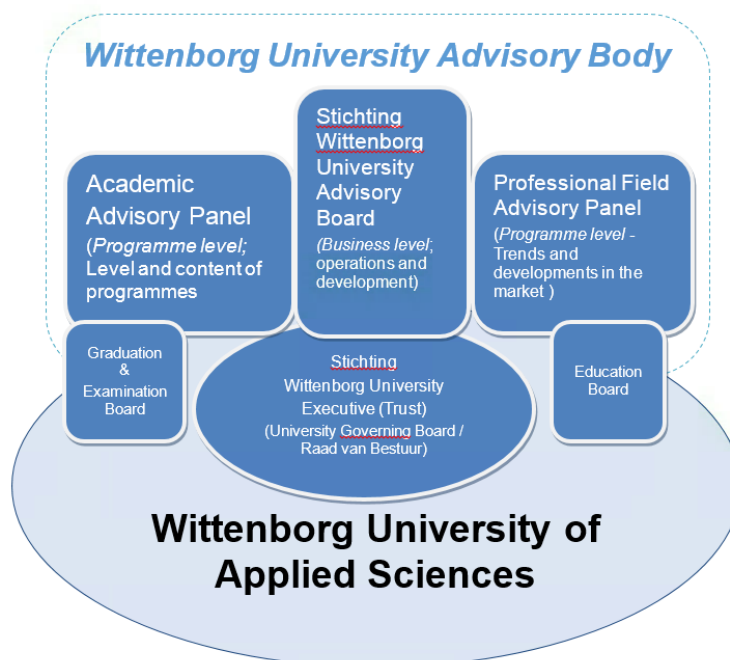 Wittenborg University Advisory Body
Academic
Advisory Panel
(Programme level;
Level and content of
programmes
Stichting
Wittenborg
University
Advisory
Board
(Business level;
operations and
development)
Professional Field
Advisory Panel
(Programme level -
Trends and
developments in the
market )
Graduation
&
Examination
Board
Stichting
Wittenborg University
Executive (Trust)
(University Governing Board /
Raad van Bestuur)
Education
Board
Wittenborg University of
Applied Sciences